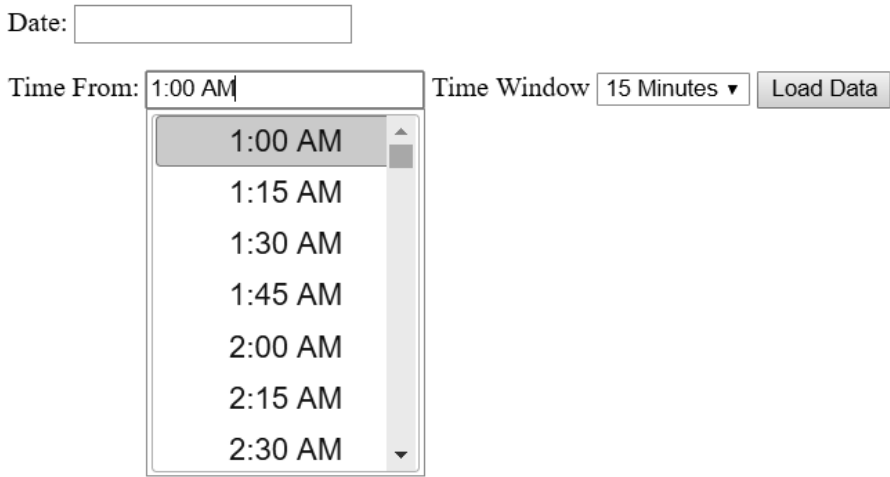 Date:
Time From: 1:00 AM Time Window 15 Minutes Load Data
1:00 AM
1:15 AM
1:30 AM
1:45 AM
2:00 AM
2:15 AM
2:30 AM